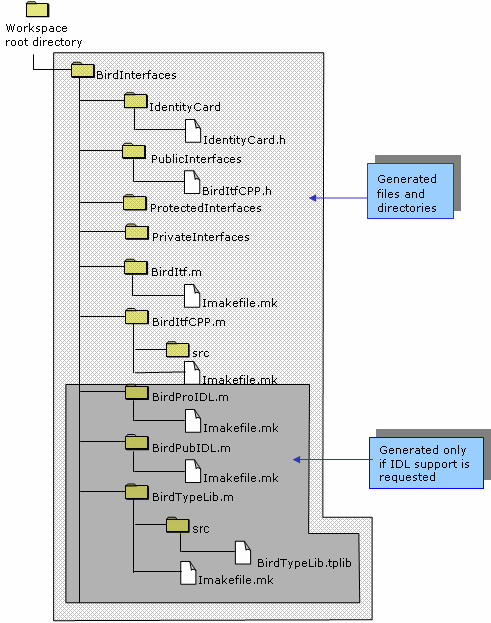 Workspace
root directory
BirdInterfaces
IdentityCard
IdentityCard.h
PublicInterfaces
BirdItfCPP.h
ProtectedInterfaces
PrivateInterfaces
BirdItf.m
Imakefile.mk
BirdItfCPP.m
src
Imakefile.mk
BirdProIDL.m
Imakefile.mk
BirdPubIDL.m
Imakefile.mk
BirdTypeLib.m
src
BirdTypeLib.tplib
Imakefile.mk
Generated
files and
directories
Generated only
if IDL support is
requested